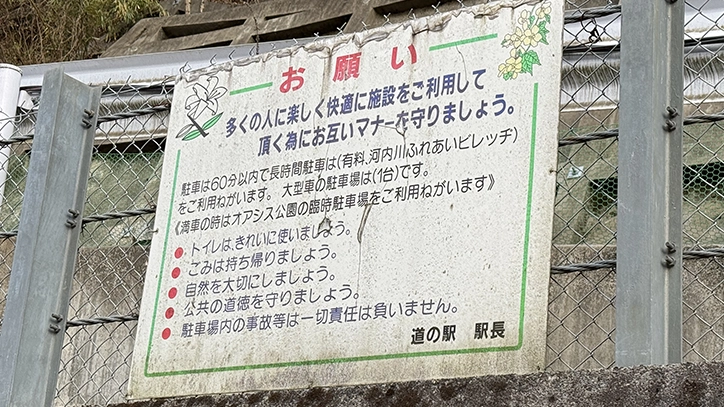 お願い
多くの人に楽しく快適に施設をご利用して
頂く為にお互いマナーを守りましょう。
駐車は60分以内で長時間駐車は(有料、河内川ふれあいビレッヂ)
をご利用ねがいます。 大型車の駐車場は(1台)です。
《満車の時はオアシス公園の臨時駐車場をご利用ねがいます》
●トイレは、きれいに使いましょう。
●ごみは持ち帰りましょう。
●自然を大切にしましょう。
●公共の道徳を守りましょう。
●駐車場内の事故等は一切責任は負いません。
道の駅 駅長